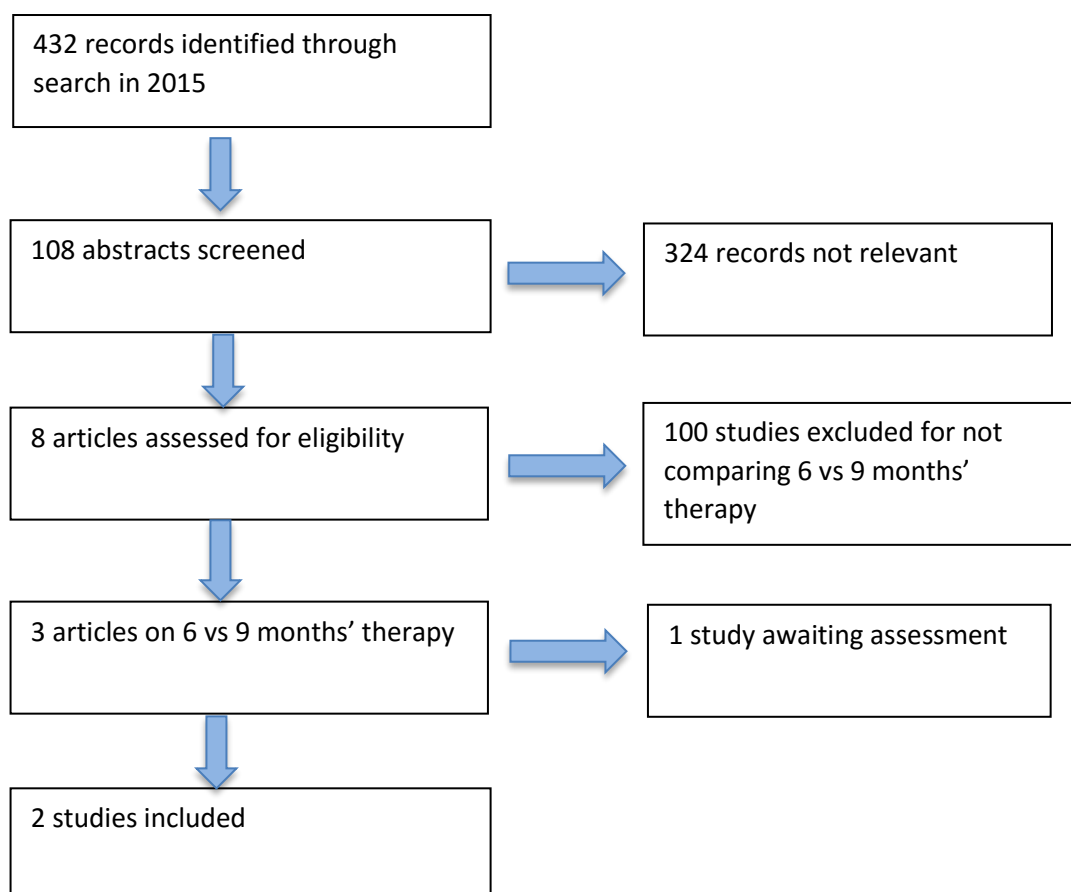 432 records identified through
search in 2015
108 abstracts screened
324 records not relevant
8 articles assessed for eligibility
100 studies excluded for not
comparing 6 vs 9 months’
therapy
3 articles on 6 vs 9 months’ therapy
1 study awaiting assessment
2 studies included